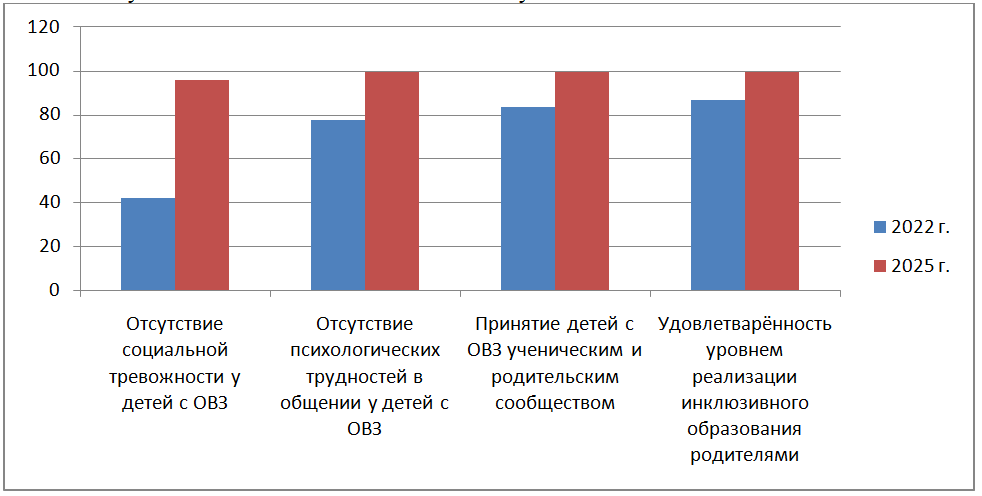 120
100
80
60
40
20
0
Отсутствие
социальной
тревожности у
детей с ОВЗ
Отсутствие
психологических
трудностей в
общении у детей с
ОВЗ
Принятие детей с
ОВЗ ученическим и
родительским
сообществом
Удовлетварённость
уровнем
реализации
инклюзивного
образования
родителями
2022 г.
2025 г.